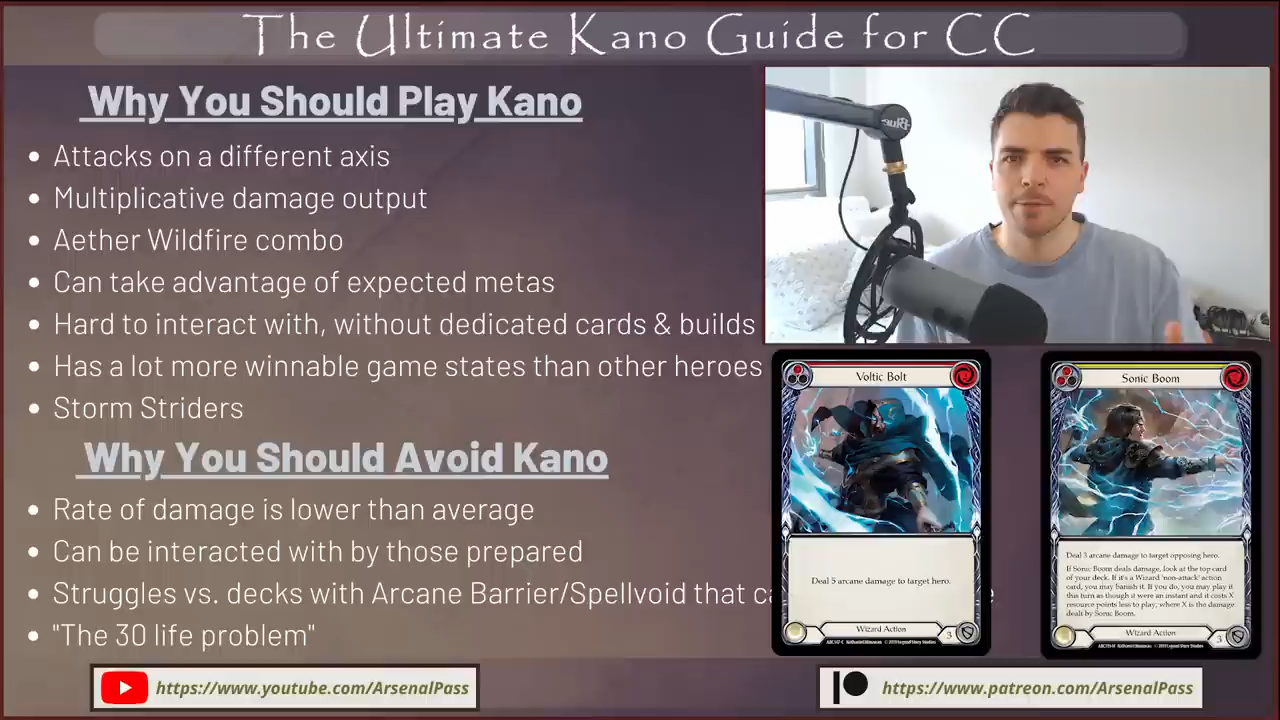 The Ultimate Kano Guide for CC
Why You Should Play Kano
Attacks on a different axis
Multiplicative damage output
Aether Wildfire combo
Can take advantage of expected metas
Hard to interact with, without dedicated cards & builds
Has a lot more winnable game states than other heroes
Storm Striders
Why You Should Avoid Kano
Rate of damage is lower than average
Can be interacted with by those prepared
Struggles vs. decks with Arcane Barrier/Spellvoid that
"The 30 life problem"
Blue
Voltic Bolt
Deal 5 arcane damage to target hero.
Wizard Action
3
Sonic Boom
Deal 3 arcane damage to target opposing hero.
If Sonic Boom deals damage, look at the top card
of your deck. If it's a Wizard 'non-attack' action
card, you may banish it. If you do, you may play it
this turn as though it were an instant and it costs X
resource points less to play, where X is the damage
dealt by Sonic Boom.
Wizard Action
3
https://www.youtube.com/ArsenalPass
https://www.patreon.com/ArsenalPass